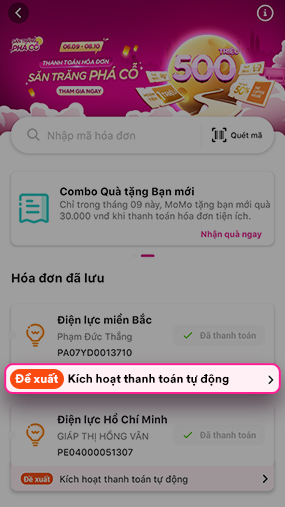 SĂN TRĂNG
PHÁ CỖ
06.09 - 08.10
THANH TOÁN HÓA ĐƠN
SĂN TRĂNG PHÁ CỖ
THAM GIA NGAY
500
TRIỆU
Nhập mã hóa đơn
Quét mã
Combo Quà tặng Bạn mới
Chỉ trong tháng 09 này, MoMo tặng bạn mới quà
30.000 vnđ khi thanh toán hóa đơn tiện ích.
Nhận quà ngay
Hóa đơn đã lưu
Điện lực miền Bắc
Phạm Đức Thắng
Đã thanh toán
PA07YD0013710
Đề xuất Kích hoạt thanh toán tự động
Điện lực Hồ Chí Minh
GIÁP THỊ HỒNG VÂN
Đã thanh toán
PE04000051307
Đề xuất Kích hoạt thanh toán tự động